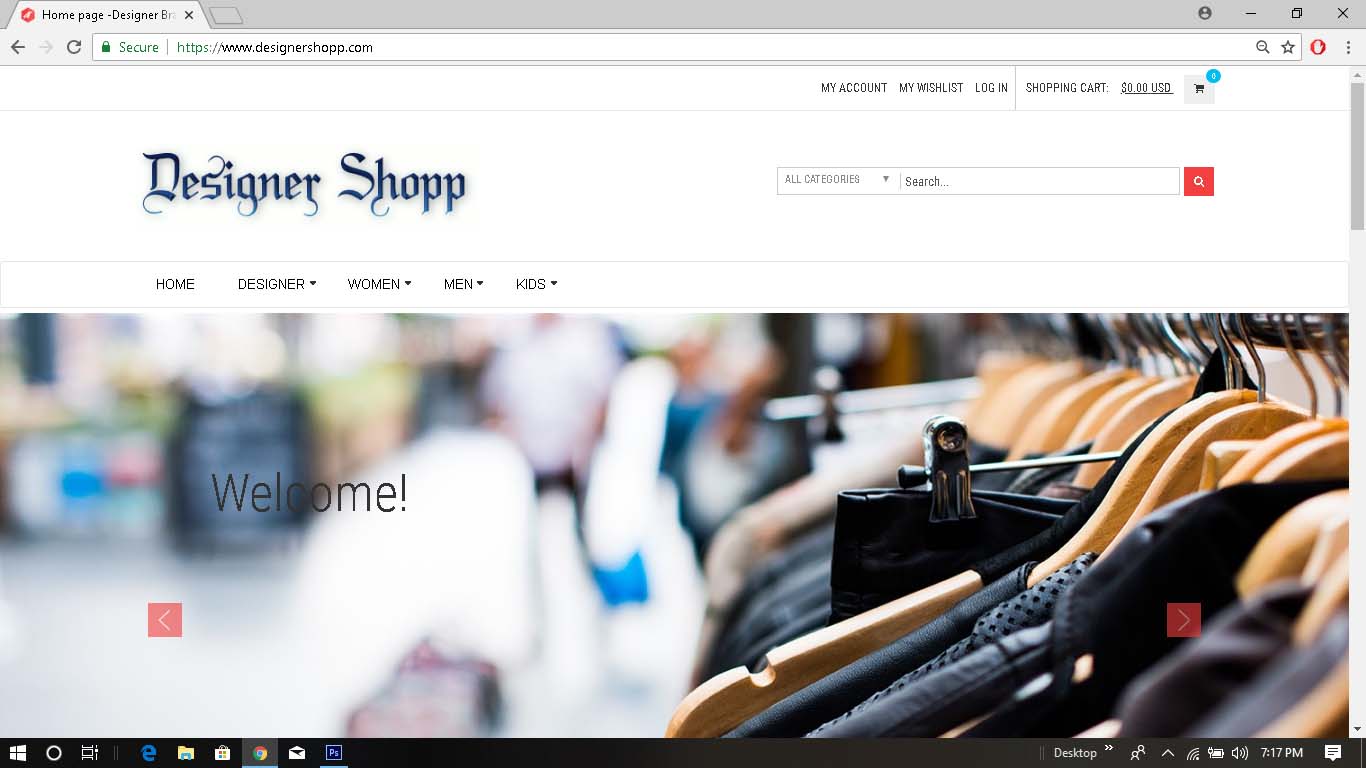 Home page -Designer Bra
Secure https://www.designershopp.com
MY ACCOUNT MY WISHLIST LOG IN SHOPPING CART: $0.00 USD 0
Designer Shopp
ALL CATEGORIES Search...
HOME DESIGNER WOMEN MEN KIDS
Welcome!
Ps Desktop 7:17 PM